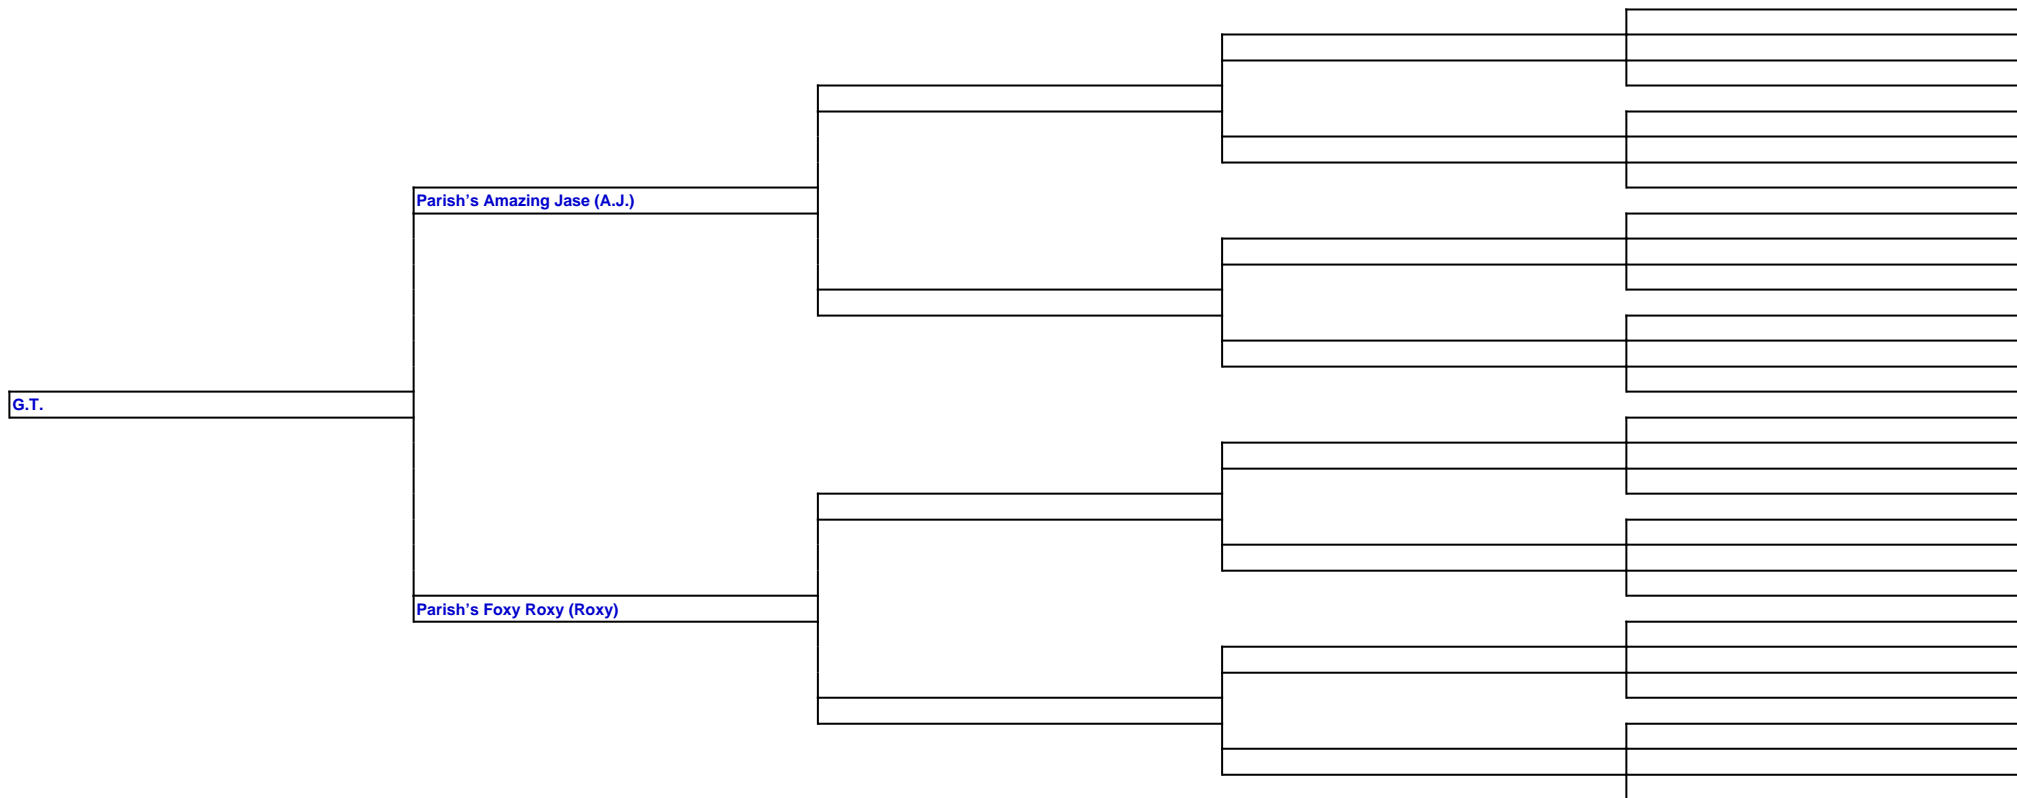 Parish’s Amazing Jase (A.J.)
G.T.
Parish’s Foxy Roxy (Roxy)